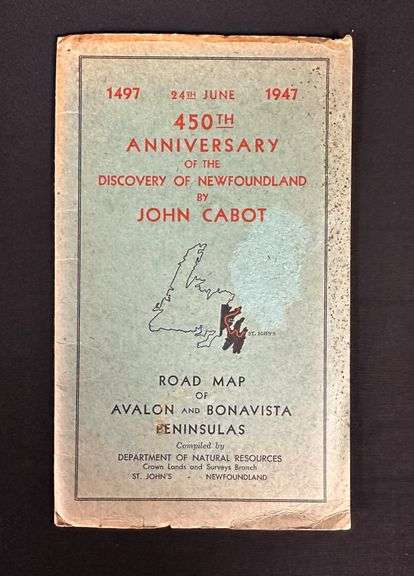 1497 24TH JUNE 1947
450TH
ANNIVERSARY
OF THE
DISCOVERY OF NEWFOUNDLAND
BY
JOHN CABOT
ST. JOHN'S
ROAD MAP
OF
AVALON AND BONAVISTA
PENINSULAS
Compiled by
DEPARTMENT OF NATURAL RESOURCES
Crown Lands and Surveys Branch
ST. JOHN'S - - NEWFOUNDLAND